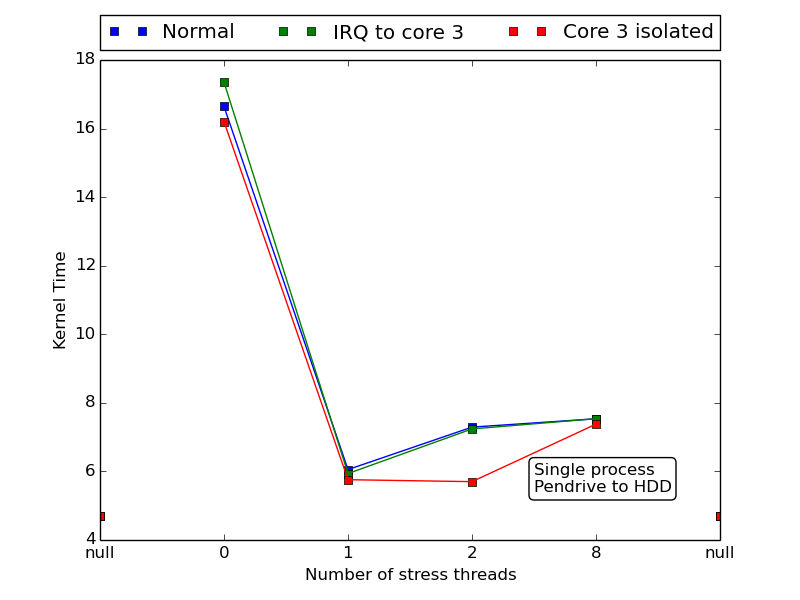 Normal IRQ to core 3 Core 3 isolated
18
16
14
12
10
8
6
4
Kernel Time
Single process
Pendrive to HDD
null 0 1 2 8 null
Number of stress threads